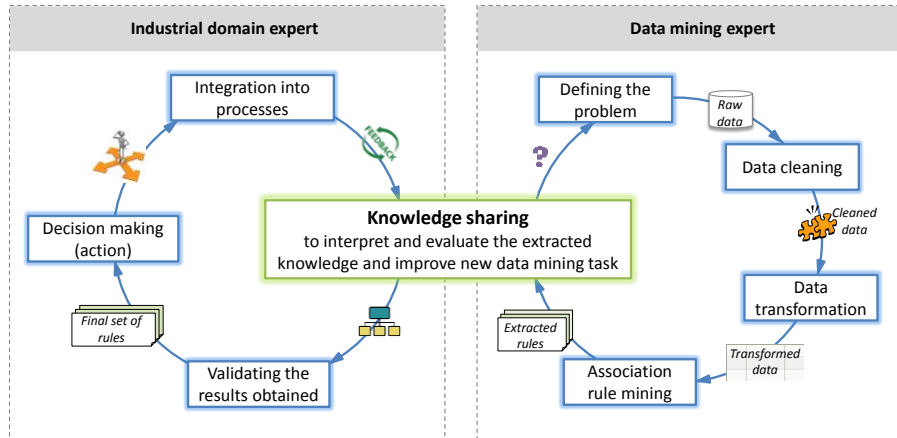 Industrial domain expert
Integration into
processes
FEEDBACK
Decision making
(action)
Final set of
rules
Validating the
results obtained
Knowledge sharing
to interpret and evaluate the extracted
knowledge and improve new data mining task
Data mining expert
Defining the
problem
Raw
data
?
Data cleaning
Cleaned
data
Data
transformation
Transformed
data
Association
rule mining
Extracted
rules